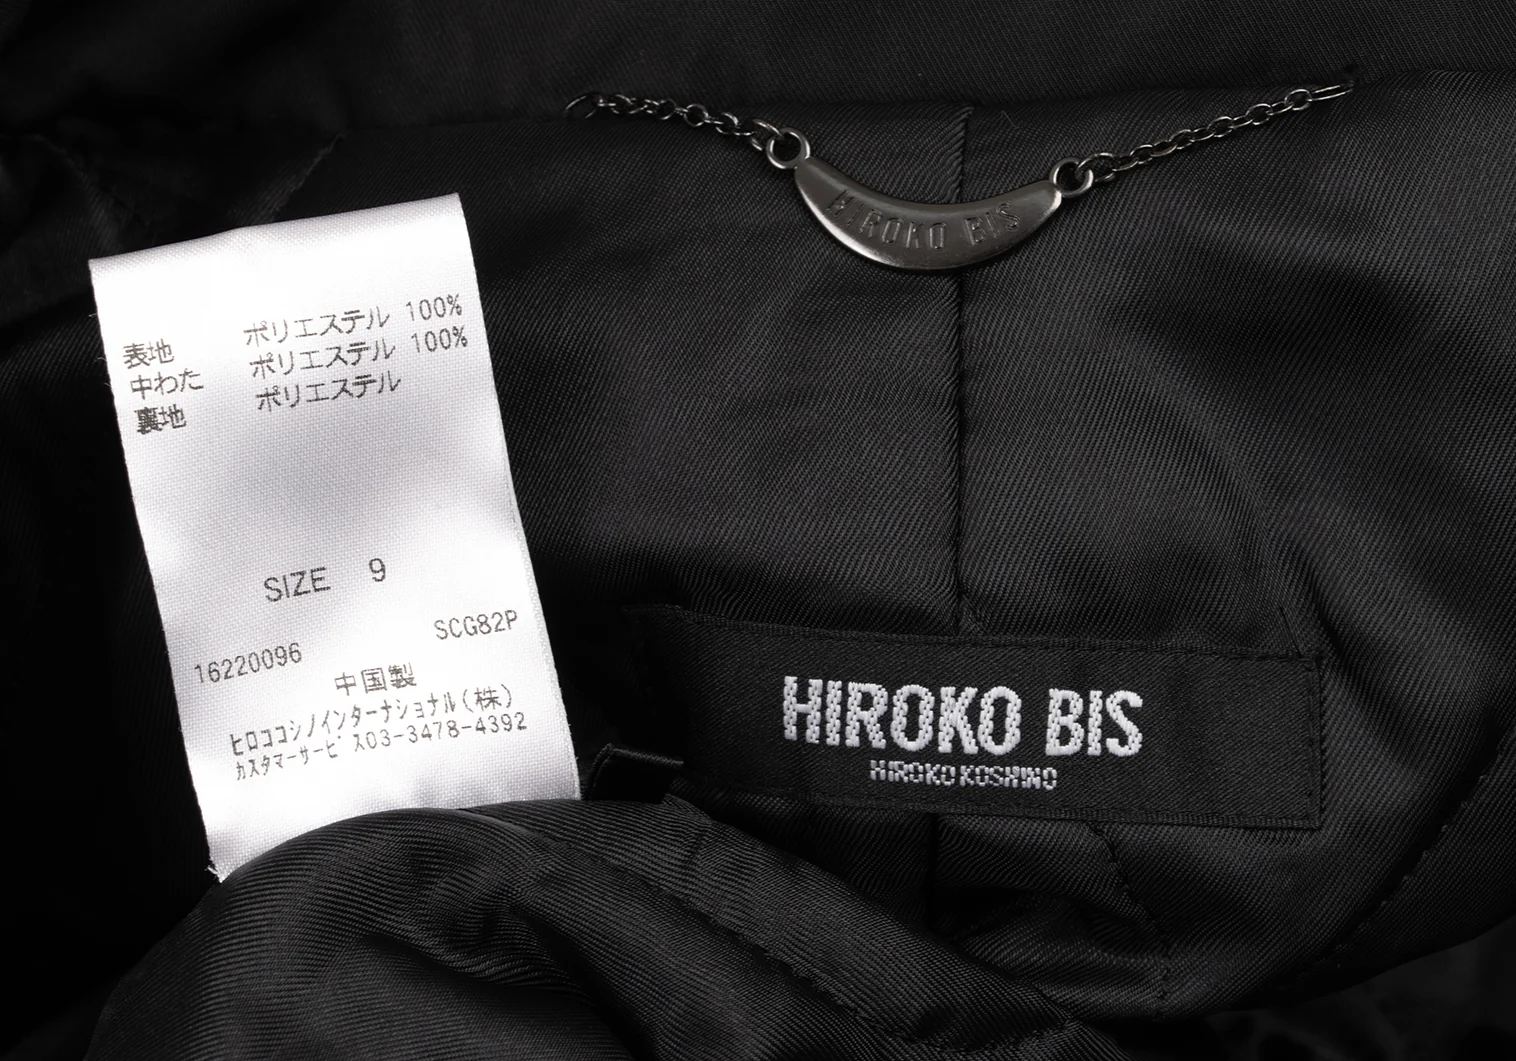 HIROKO BIS
表地 ポリエステル 100%
中わた ポリエステル 100%
裏地 ポリエステル
SIZE 9
SCG82P
16220096
中国製
ヒロココシノインターナショナル(株)
カスタマーサービス03-3478-4392
HIROKO BIS
HIROKO KOSHINO